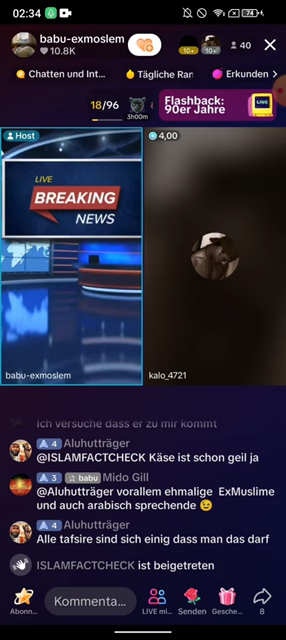 02:34
74
babu-exmoslem
10.8K
10+
10+
40
Chatten und Int...
Tägliche Ran
Erkunden
18/96
3h00m
Flashback:
90er Jahre
LIVE
Host
4,00
LIVE
BREAKING
NEWS
babu-exmoslem
kalo_4721
Ich versuche dass er zu mir kommt
4 Aluhutträger
@ISLAMFACTCHECK Käse ist schon geil ja
3 babu Mido Gill
@Aluhutträger vorallem ehmalige ExMuslime
und auch arabisch sprechende
4 Aluhutträger
Alle tafsire sind sich einig dass man das darf
ISLAMFACTCHECK ist beigetreten
Kommenta...
Abonn...
LIVE mi...
Senden
Gesche...
8